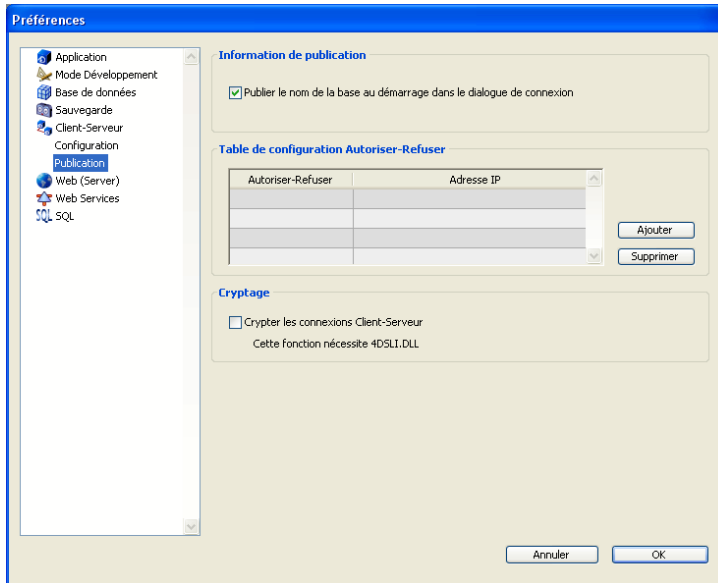 Préférences
Application
Mode Développement
Base de données
Sauvegarde
Client-Serveur
Configuration
Publication
Web (Server)
Web Services
SQL SQL
Information de publication
Publier le nom de la base au démarrage dans le dialogue de connexion
Table de configuration Autoriser-Refuser
Autoriser-Refuser Adresse IP
Ajouter
Supprimer
Cryptage
Crypter les connexions Client-Serveur
Cette fonction nécessite 4DSLI.DLL
Annuler OK